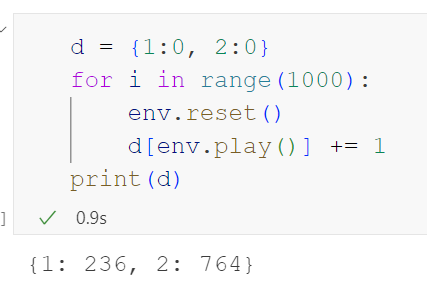 d = {1:0, 2:0}
for i in range(1000):
    env.reset()
    d[env.play()] += 1
print(d)
] ✓ 0.9s
{1: 236, 2: 764}